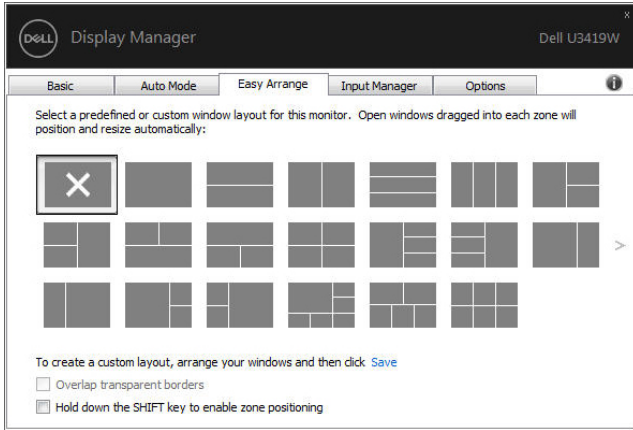 x
DELL Display Manager Dell U3419W
Basic Auto Mode Easy Arrange Input Manager Options i
Select a predefined or custom window layout for this monitor. Open windows dragged into each zone will
position and resize automatically:
>
To create a custom layout, arrange your windows and then click Save
Overlap transparent borders
Hold down the SHIFT key to enable zone positioning